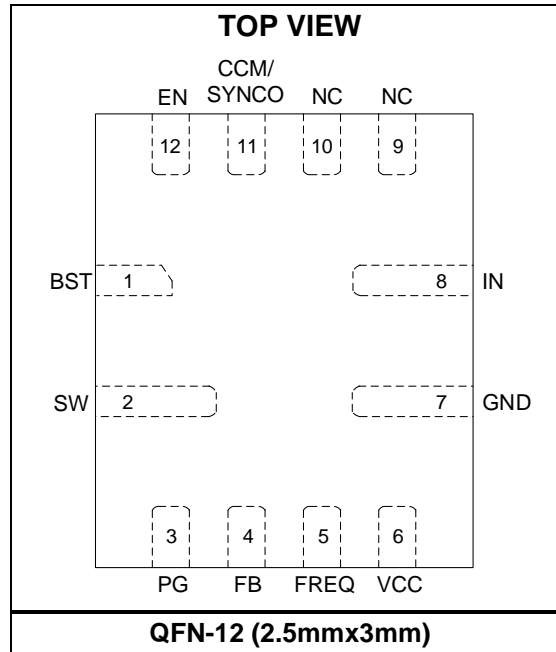 TOP VIEW
CCM/
EN SYNCO NC NC
12 11 10 9
BST 1 8 IN
SW 2 7 GND
3 4 5 6
PG FB FREQ VCC
QFN-12 (2.5mmx3mm)